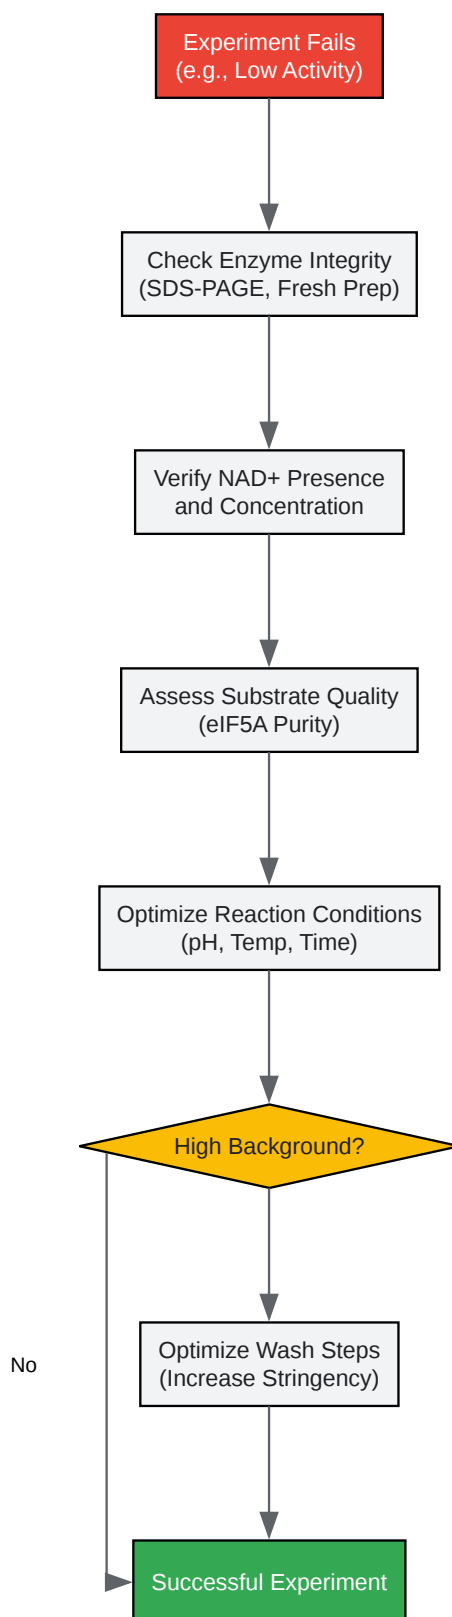 Experiment Fails
(e.g., Low Activity)
Check Enzyme Integrity
(SDS-PAGE, Fresh Prep)
Verify NAD+ Presence
and Concentration
Assess Substrate Quality
(eIF5A Purity)
Optimize Reaction Conditions
(pH, Temp, Time)
High Background?
Optimize Wash Steps
(Increase Stringency)
No
Successful Experiment